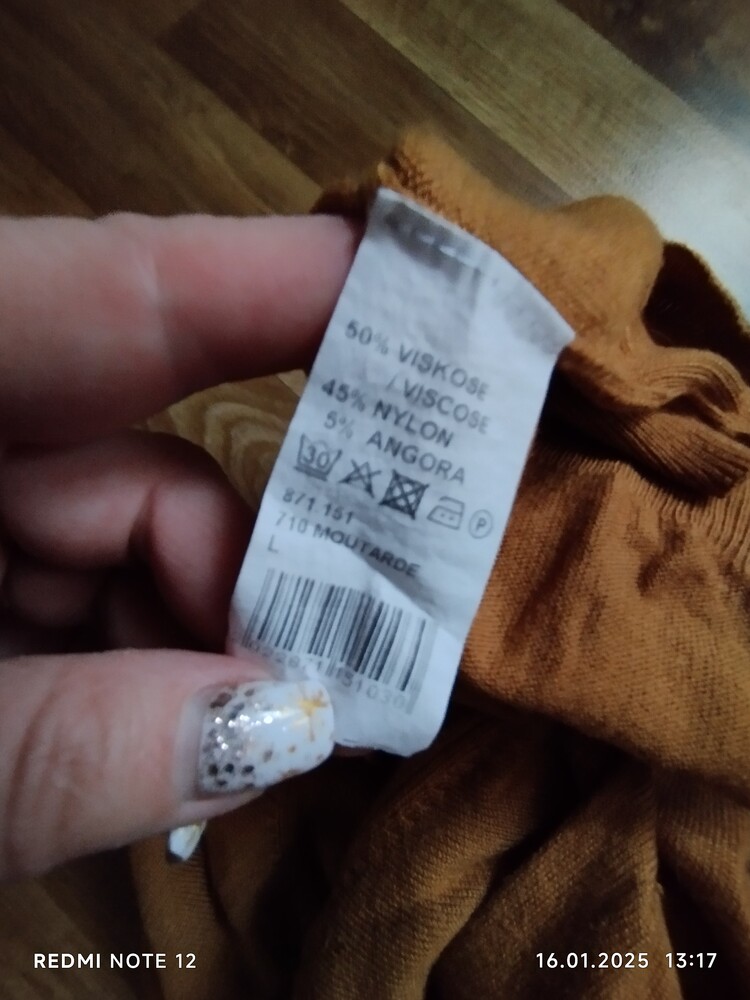 50% VISKOSE
/ VISCOSE
45% NYLON
5% ANGORA
30
P
871 151
710 MOUTARDE
L
REDMI NOTE 12
16.01.2025 13:17